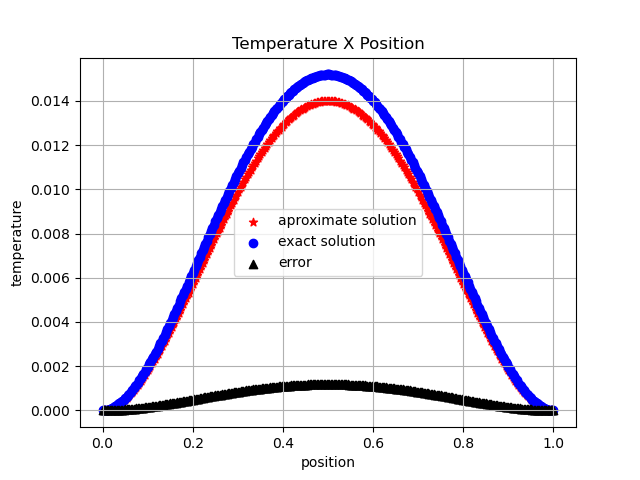 Temperature X Position
temperature
0.014
0.012
0.010
0.008
0.006
0.004
0.002
0.000
aproximate solution
exact solution
error
0.0 0.2 0.4 0.6 0.8 1.0
position